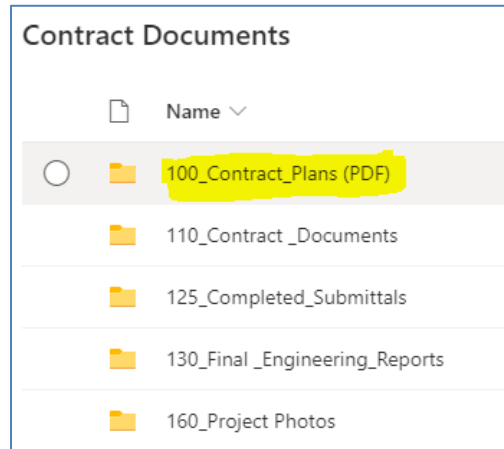 Contract Documents
Name
100_Contract_Plans (PDF)
110_Contract _Documents
125_Completed_Submittals
130_Final _Engineering_Reports
160_Project Photos